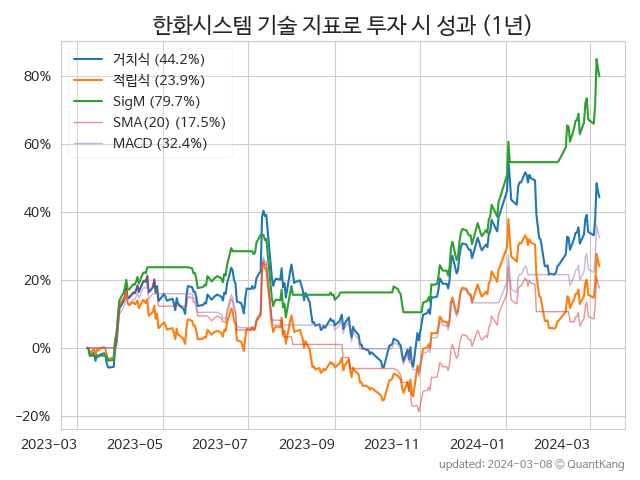 한화시스템 기술 지표로 투자 시 성과 (1년)
거치식 (44.2%)
적립식 (23.9%)
SigM (79.7%)
SMA(20) (17.5%)
MACD (32.4%)
80%
60%
40%
20%
0%
−20%
2023−03 2023−05 2023−07 2023−09 2023−11 2024−01 2024−03
updated: 2024-03-08 © QuantKang